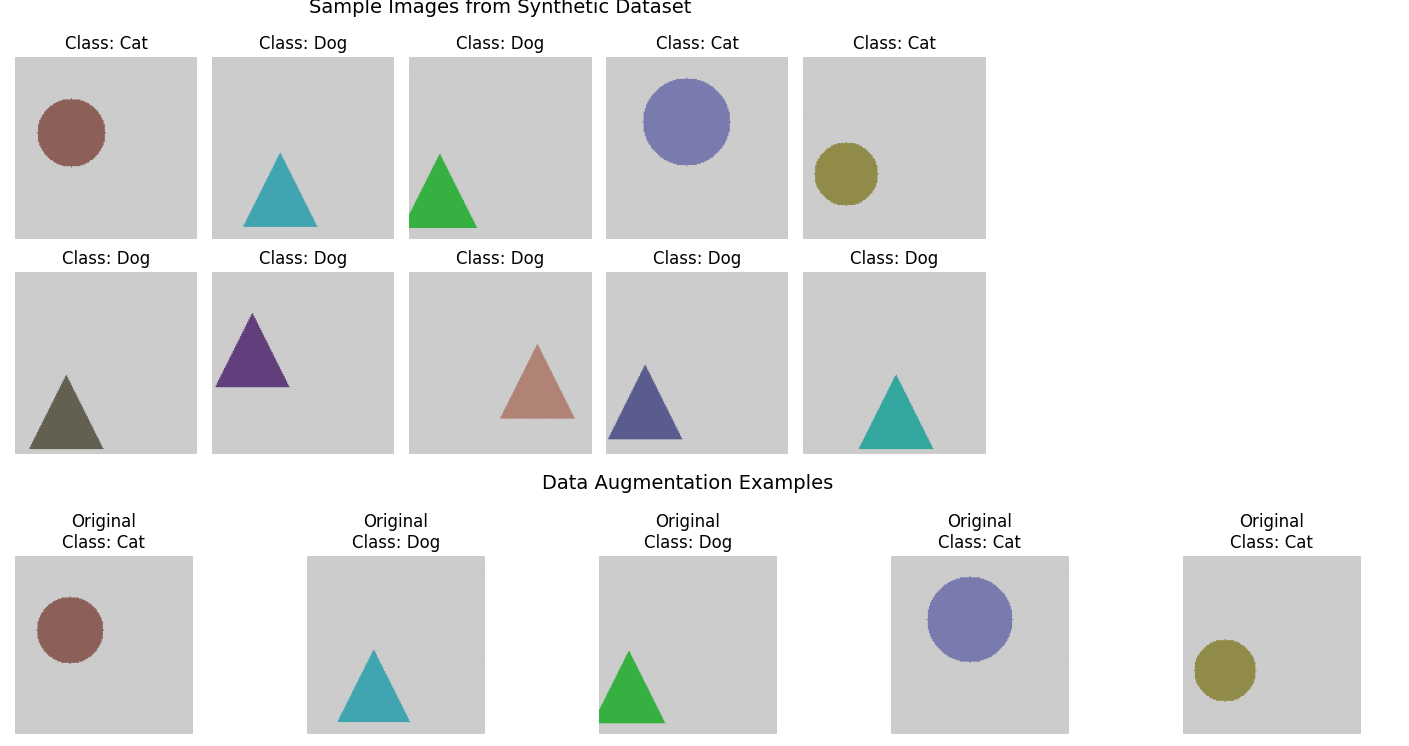 Sample Images from Synthetic Dataset
Class: Cat
Class: Dog
Class: Dog
Class: Cat
Class: Cat
Class: Dog
Class: Dog
Class: Dog
Class: Dog
Class: Dog
Data Augmentation Examples
Original
Class: Cat
Original
Class: Dog
Original
Class: Dog
Original
Class: Cat
Original
Class: Cat